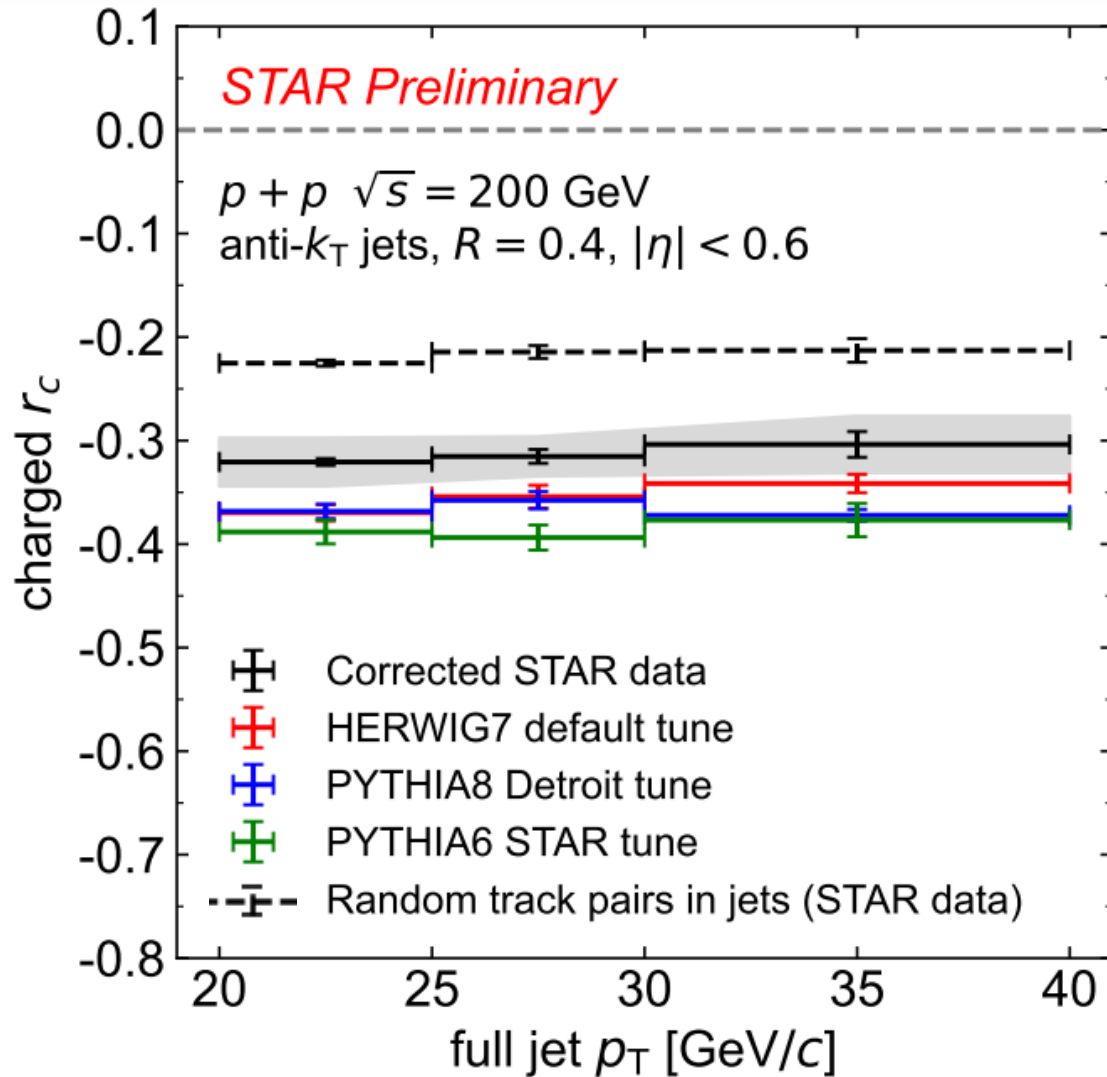 0.1
0.0
-0.1
-0.2
-0.3
-0.4
-0.5
-0.6
-0.7
-0.8
charged r_c
STAR Preliminary
p + p √s = 200 GeV
anti-k_T jets, R = 0.4, |η| < 0.6
Corrected STAR data
HERWIG7 default tune
PYTHIA8 Detroit tune
PYTHIA6 STAR tune
Random track pairs in jets (STAR data)
20 25 30 35 40
full jet p_T [GeV/c]